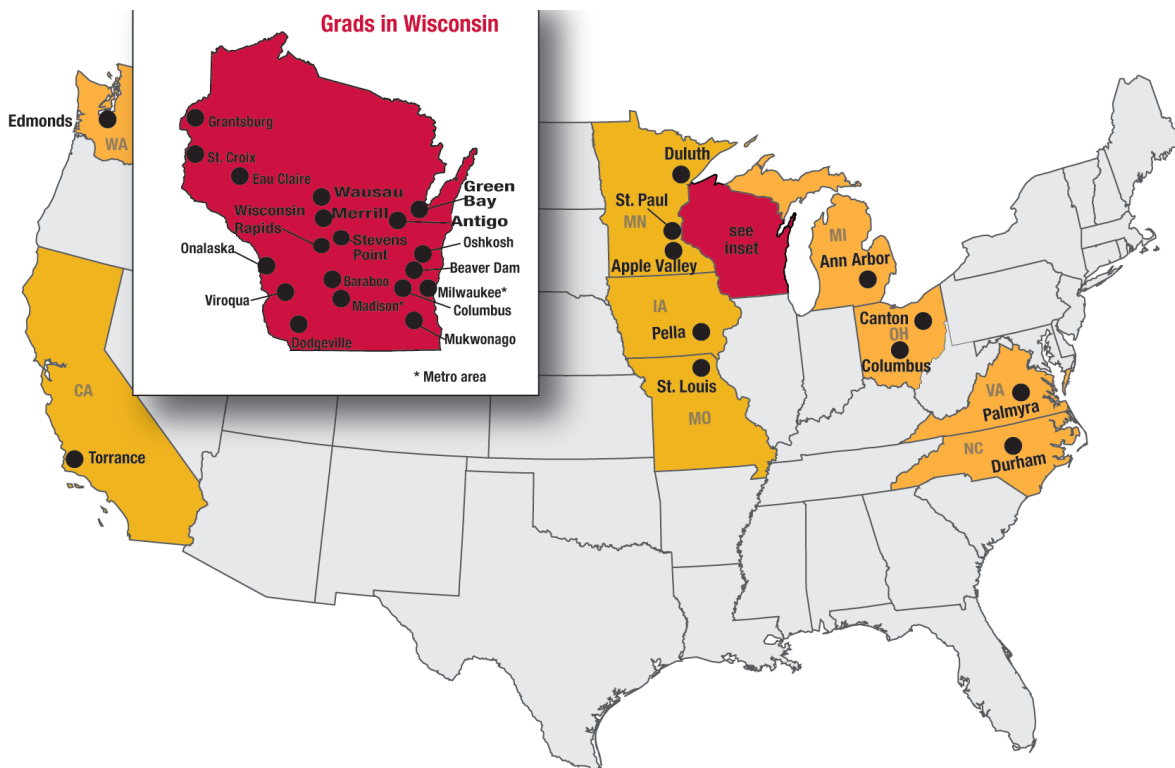 Grads in Wisconsin
Grantsburg
St. Croix
Eau Claire
Wausau
Green
Bay
Wisconsin
Rapids
Merrill
Antigo
Stevens
Point
Oshkosh
Onalaska
Beaver Dam
Baraboo
Milwaukee*
Viroqua
Madison*
Columbus
Dodgeville
Mukwonago
* Metro area
Edmonds
WA
CA
Torrance
Duluth
St. Paul
MN
Apple Valley
see
inset
MI
Ann Arbor
IA
Pella
Canton
OH
Columbus
St. Louis
MO
VA
Palmyra
NC
Durham